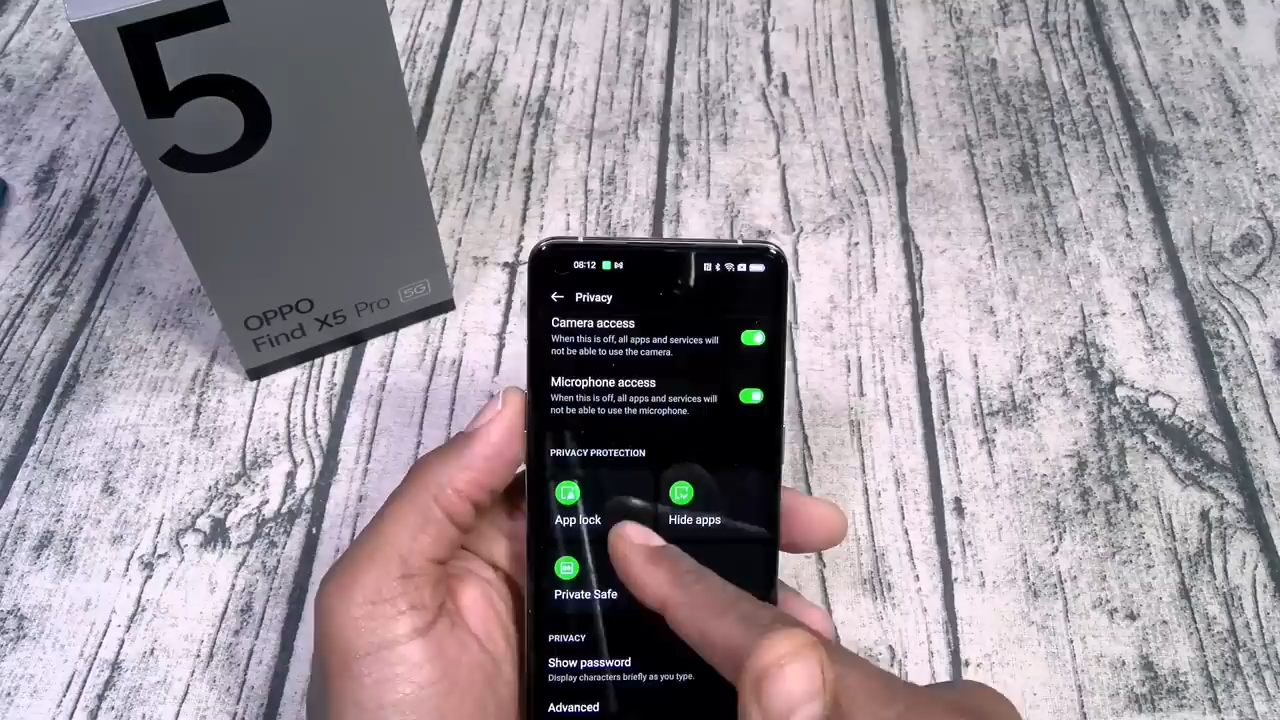 5
OPPO
Find X5 Pro 5G
08:12
Privacy
Camera access
When this is off, all apps and services will
not be able to use the camera.
Microphone access
When this is off, all apps and services will
not be able to use the microphone.
PRIVACY PROTECTION
App lock
Hide apps
Private Safe
PRIVACY
Show password
Display characters briefly as you type.
Advanced